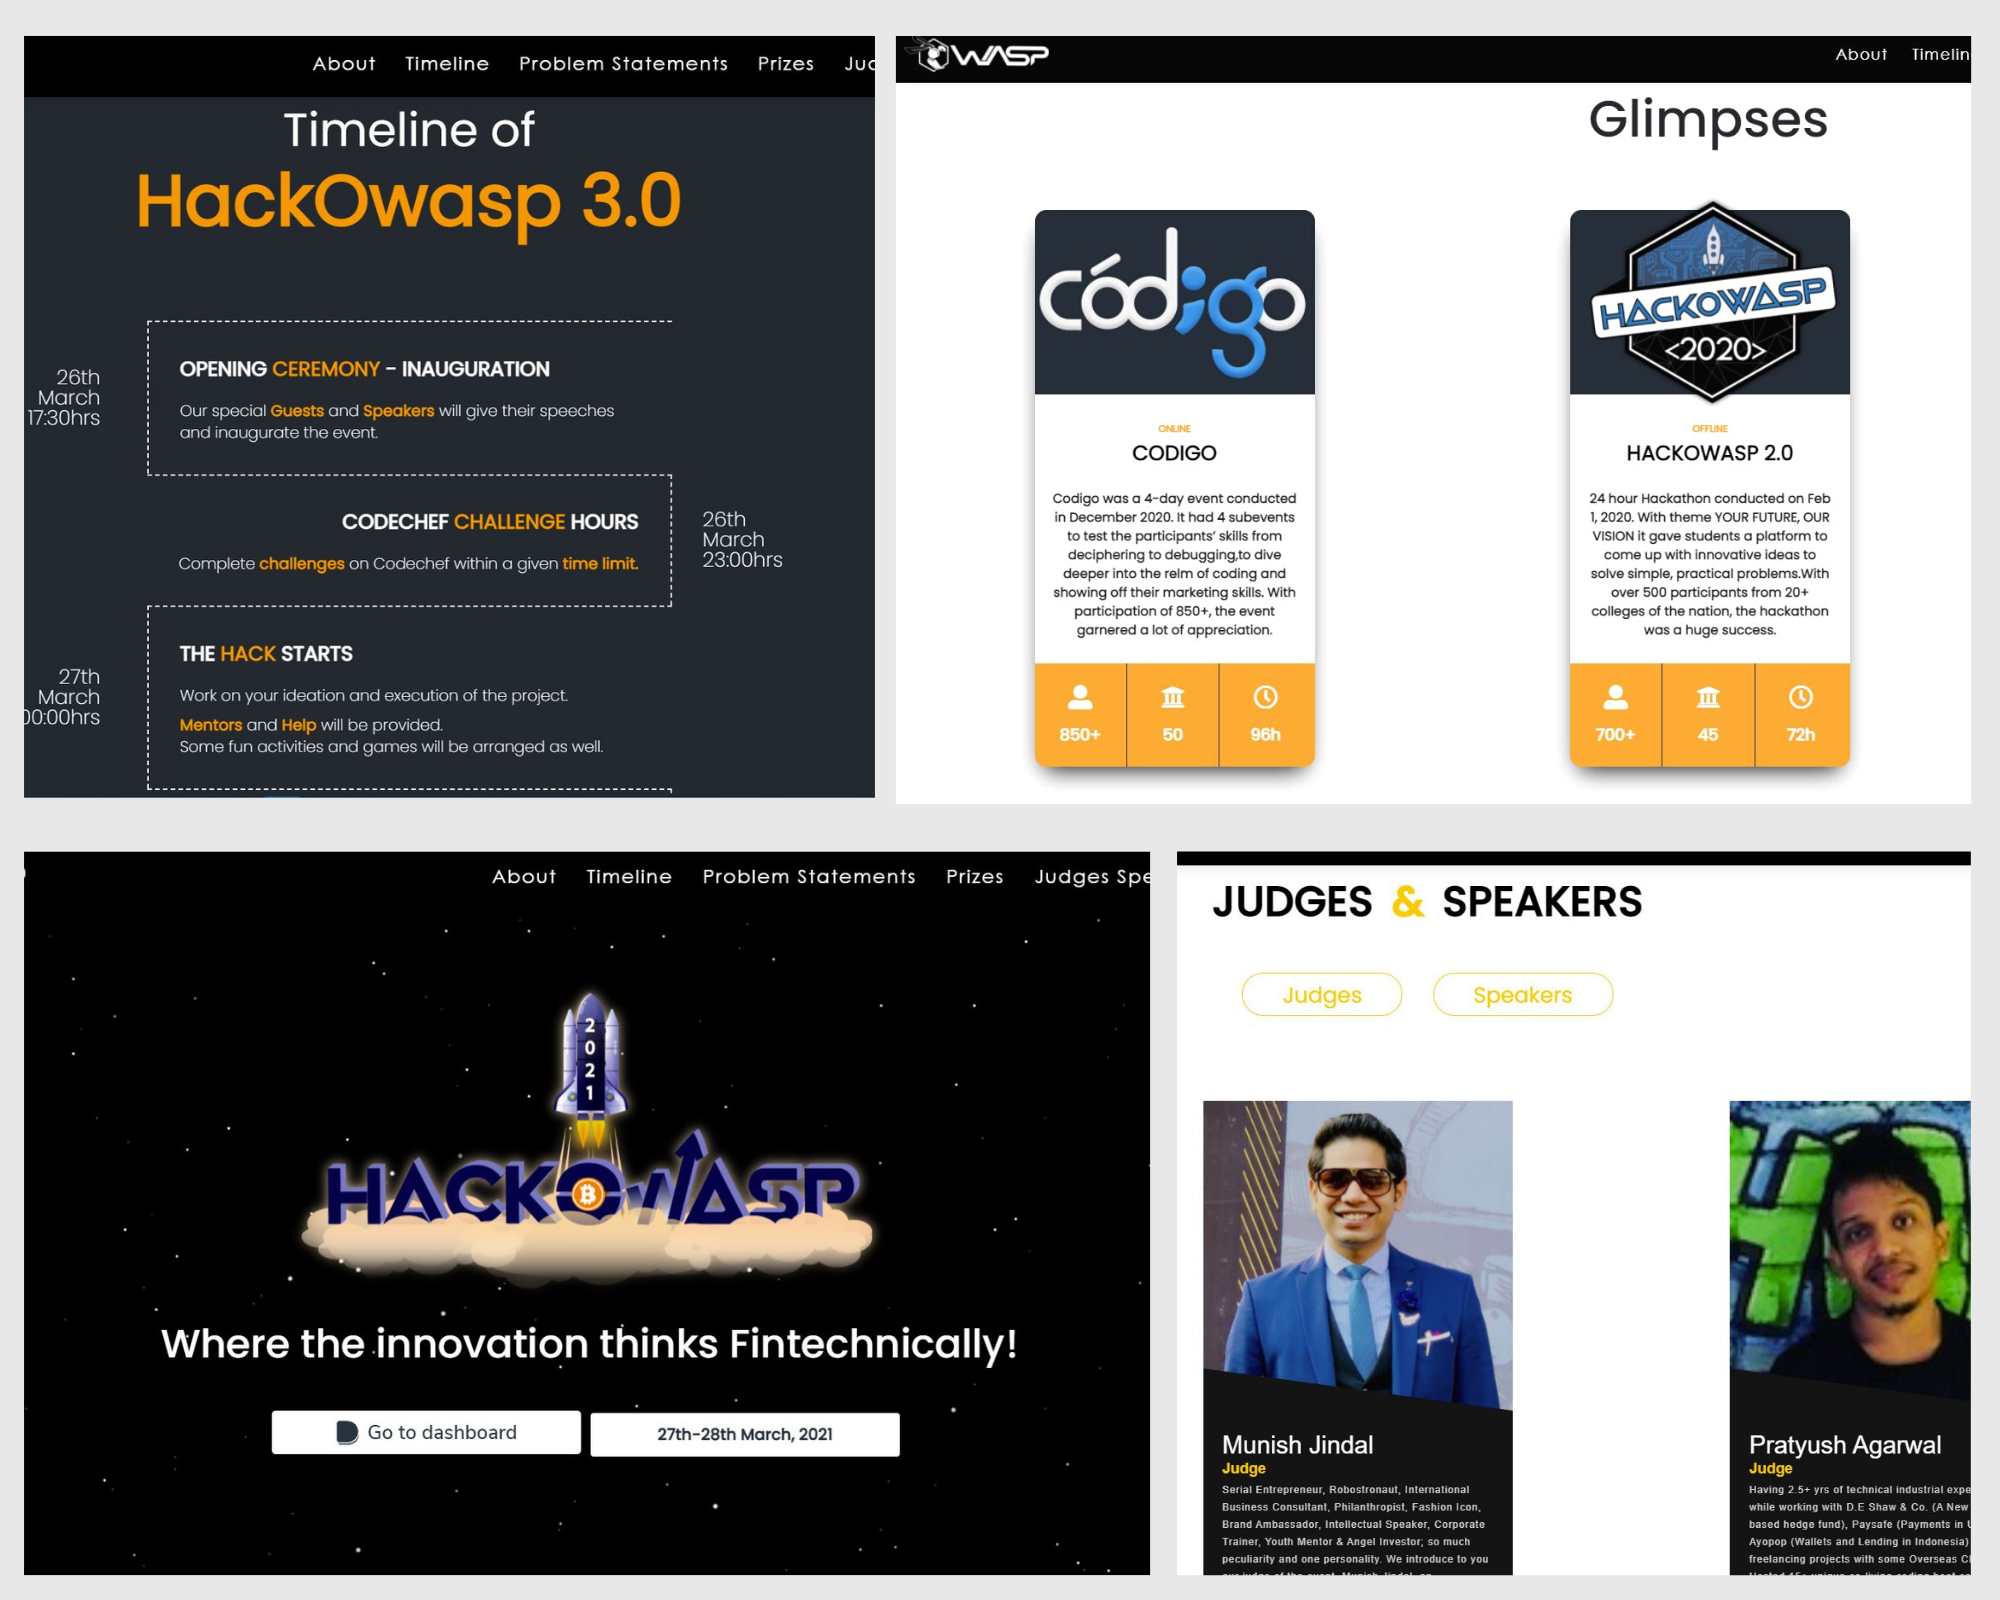 About Timeline Problem Statements Prizes
Timeline of
HackOwasp 3.0
26th
March
17:30hrs
OPENING CEREMONY - INAUGURATION
Our special Guests and Speakers will give their speeches
and inaugurate the event.
CODECHEF CHALLENGE HOURS
Complete challenges on Codechef within a given time limit.
26th
March
23:00hrs
27th
March
00:00hrs
THE HACK STARTS
Work on your ideation and execution of the project.
Mentors and Help will be provided.
Some fun activities and games will be arranged as well.
WASP
About Timelin
Glimpses
código
ONLINE
CODIGO
Codigo was a 4-day event conducted
in December 2020. It had 4 subevents
to test the participants' skills from
deciphering to debugging,to dive
deeper into the relm of coding and
showing off their marketing skills. With
participation of 850+, the event
garnered a lot of appreciation.
850+ 50 96h
HACKOWASP
<2020>
OFFLINE
HACKOWASP 2.0
24 hour Hackathon conducted on Feb
1, 2020. With theme YOUR FUTURE, OUR
VISION it gave students a platform to
come up with innovative ideas to
solve simple, practical problems.With
over 500 participants from 20+
colleges of the nation, the hackathon
was a huge success.
700+ 45 72h
About Timeline Problem Statements Prizes Judges Spe
2021
HACKOWASP
Where the innovation thinks Fintechnically!
Go to dashboard
27th-28th March, 2021
JUDGES & SPEAKERS
Judges Speakers
Munish Jindal
Judge
Serial Entrepreneur, Robostronaut, International
Business Consultant, Philanthropist, Fashion Icon,
Brand Ambassador, Intellectual Speaker, Corporate
Trainer, Youth Mentor & Angel Investor; so much
peculiarity and one personality. We introduce to you
Pratyush Agarwal
Judge
Having 2.5+ yrs of technical industrial expe
while working with D.E Shaw & Co. (A New
based hedge fund), Paysafe (Payments in
Ayopop (Wallets and Lending in Indonesia)
freelancing projects with some Overseas